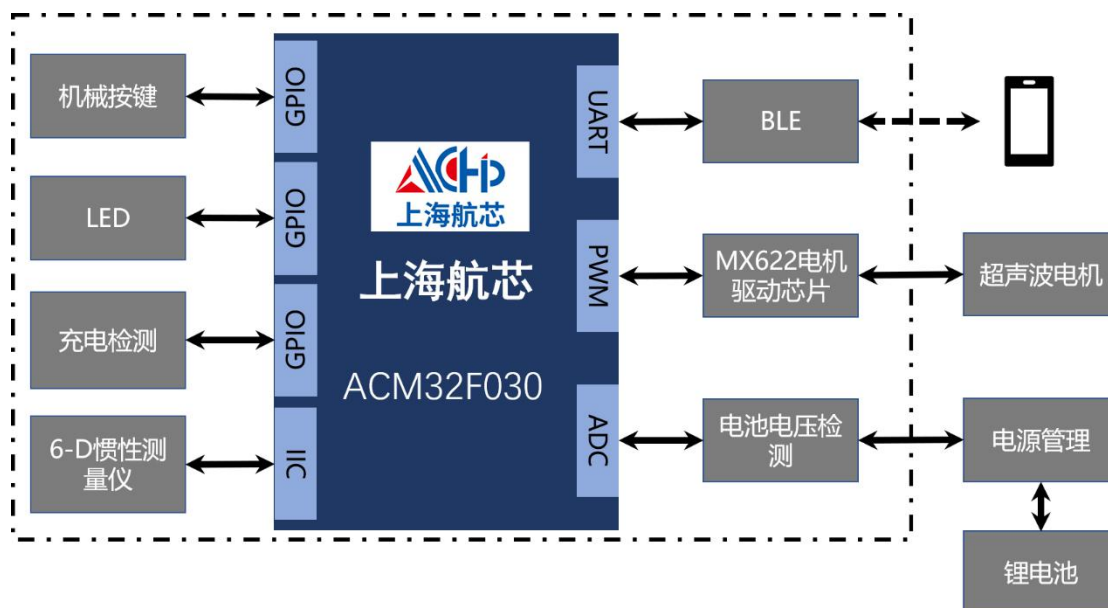 机械按键
LED
充电检测
6-D惯性测
量仪
GPIO
GPIO
GPIO
IIC
ACHIP
上海航芯
上海航芯
ACM32F030
UART
PWM
ADC
BLE
MX622电机
驱动芯片
电池电压检
测
超声波电机
电源管理
锂电池